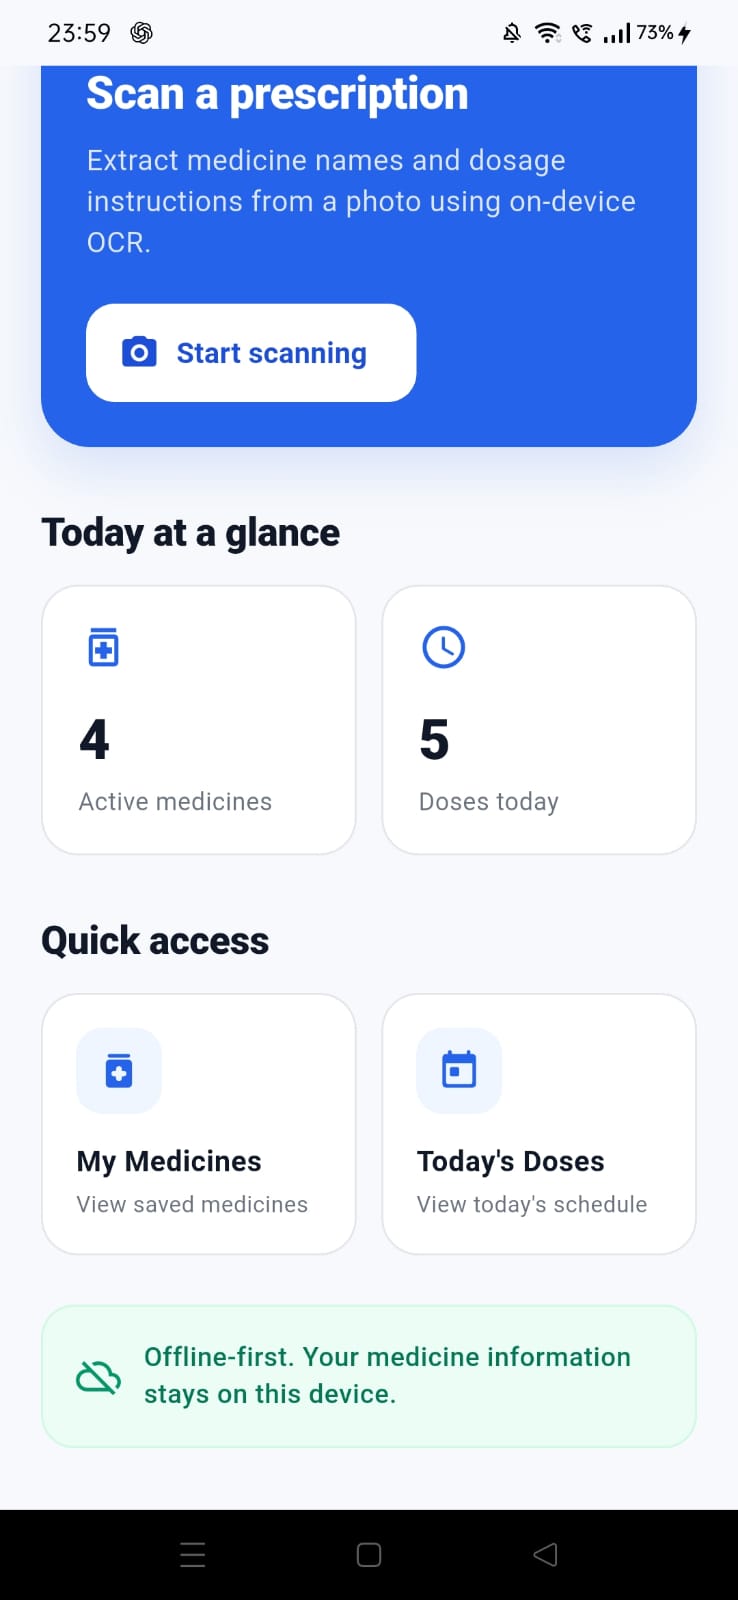 23:59
73%
Scan a prescription
Extract medicine names and dosage
instructions from a photo using on-device
OCR.
Start scanning
Today at a glance
4
Active medicines
5
Doses today
Quick access
My Medicines
View saved medicines
Today's Doses
View today's schedule
Offline-first. Your medicine information
stays on this device.